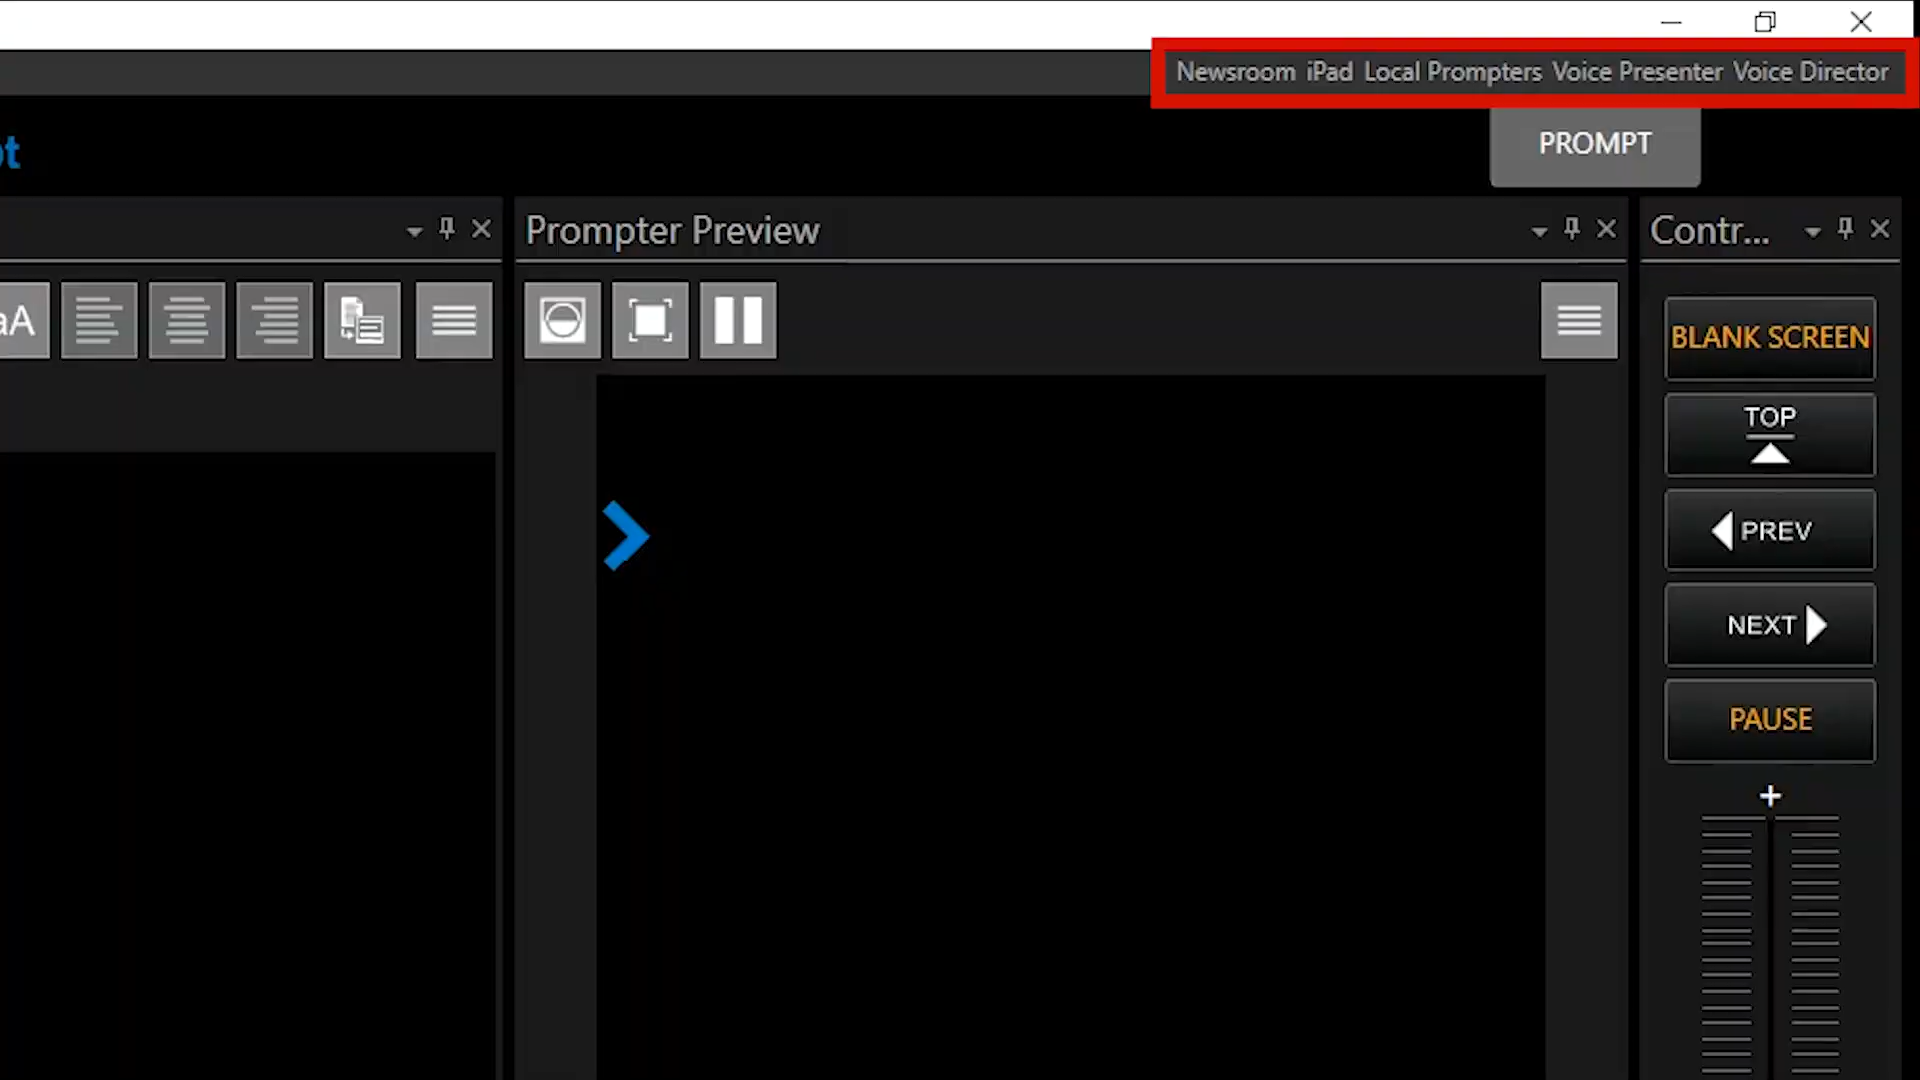 Newsroom iPad Local Prompters Voice Presenter Voice Director
PROMPT
Prompter Preview
Contr...
BLANK SCREEN
TOP
PREV
NEXT
PAUSE
+